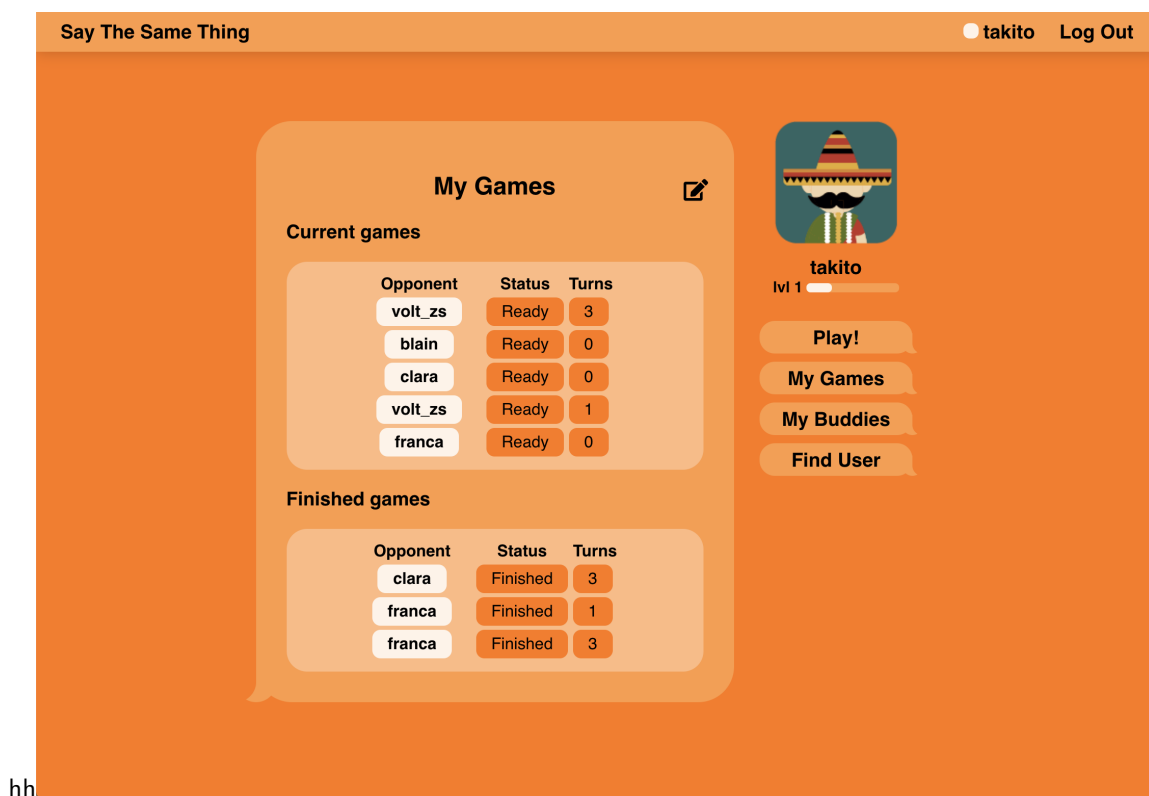 Say The Same Thing takito Log Out
My Games
Current games
Opponent Status Turns
volt_zs Ready 3
blain Ready 0
clara Ready 0
volt_zs Ready 1
franca Ready 0
Finished games
Opponent Status Turns
clara Finished 3
franca Finished 1
franca Finished 3
takito
lvl 1
Play!
My Games
My Buddies
Find User
hh